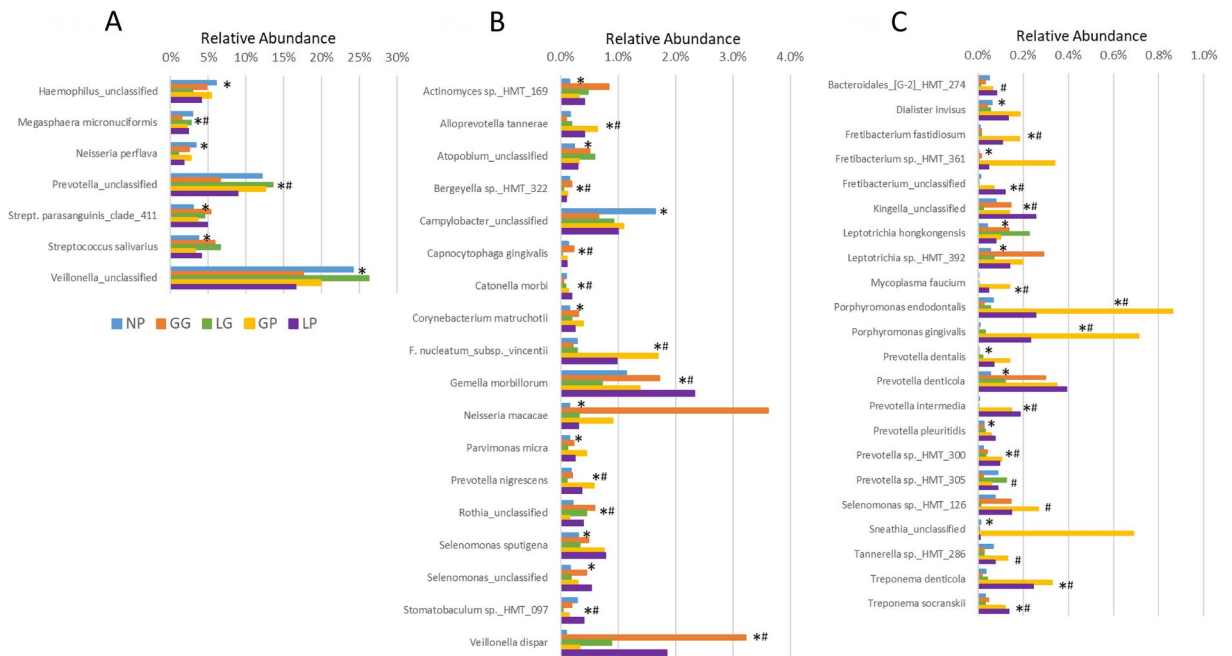 A
Relative Abundance
0% 5% 10% 15% 20% 25% 30%
Haemophilus_unclassified *
Megasphaera micronuciformis *#
Neisseria perflava *
Prevotella_unclassified *#
Strept. parasanguinis_clade_411 *
Streptococcus salivarius *
Veillonella_unclassified *
NP GG LG GP LP
B
Relative Abundance
0.0% 1.0% 2.0% 3.0% 4.0%
Actinomyces sp._HMT_169 *
Alloprevotella tannerae *#
Atopobium_unclassified *
Bergeyella sp._HMT_322 *#
Campylobacter_unclassified *
Capnocytophaga gingivalis *#
Catonella morbi *#
Corynebacterium matruchotii *
F. nucleatum_subsp._vincentii *#
Gemella morbillorum *#
Neisseria macacae *
Parvimonas micra *
Prevotella nigrescens *#
Rothia_unclassified *#
Selenomonas sputigena *
Selenomonas_unclassified *
Stomatobaculum sp._HMT_097 *#
Veillonella dispar *#
C
Relative Abundance
0.0% 0.2% 0.4% 0.6% 0.8% 1.0%
Bacteroidales_[G-2]_HMT_274 #
Dialister invisus *
Fretibacterium fastidiosum *#
Fretibacterium sp._HMT_361 *
Fretibacterium_unclassified *#
Kingella_unclassified *#
Leptotrichia hongkongensis *
Leptotrichia sp._HMT_392 *
Mycoplasma faucium *#
Porphyromonas endodontalis *#
Porphyromonas gingivalis *#
Prevotella dentalis *
Prevotella denticola *
Prevotella intermedia *#
Prevotella pleuritidis *
Prevotella sp._HMT_300 *#
Prevotella sp._HMT_305 #
Selenomonas sp._HMT_126 #
Sneathia_unclassified *
Tannerella sp._HMT_286 #
Treponema denticola *#
Treponema socranskii *#